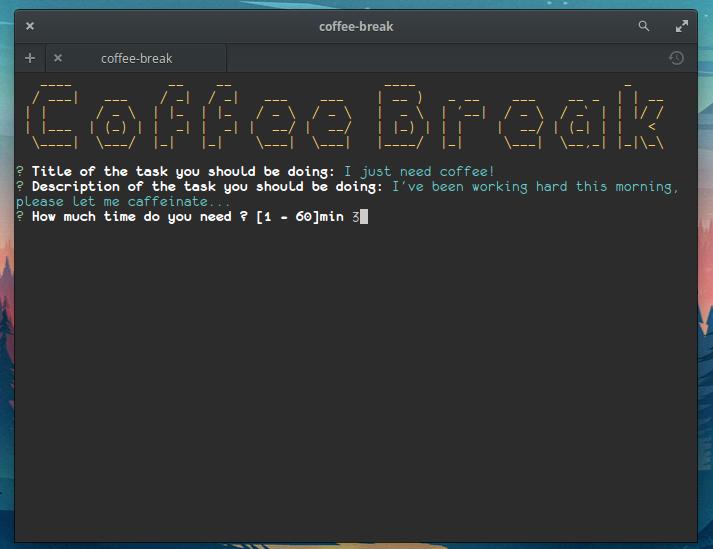 coffee-break
coffee-break
Coffee Break
? Title of the task you should be doing: I just need coffee!
? Description of the task you should be doing: I've been working hard this morning,
please let me caffeinate...
? How much time do you need ? [1 - 60]min 3